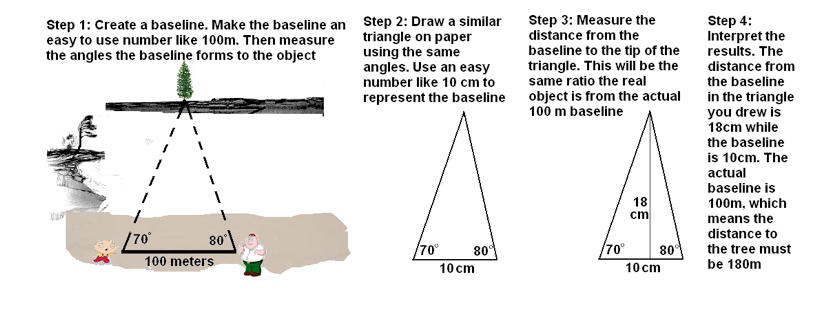 Step 1: Create a baseline. Make the baseline an
easy to use number like 100m. Then measure
the angles the baseline forms to the object
70°
80°
100 meters
Step 2: Draw a similar
triangle on paper
using the same
angles. Use an easy
number like 10 cm to
represent the baseline
70°
80°
10 cm
Step 3: Measure the
distance from the
baseline to the tip of the
triangle. This will be the
same ratio the real
object is from the actual
100 m baseline
18
cm
70°
80°
10 cm
Step 4:
Interpret the
results. The
distance from
the baseline
in the triangle
you drew is
18cm while
the baseline
is 10cm. The
actual
baseline is
100m, which
means the
distance to
the tree must
be 180m